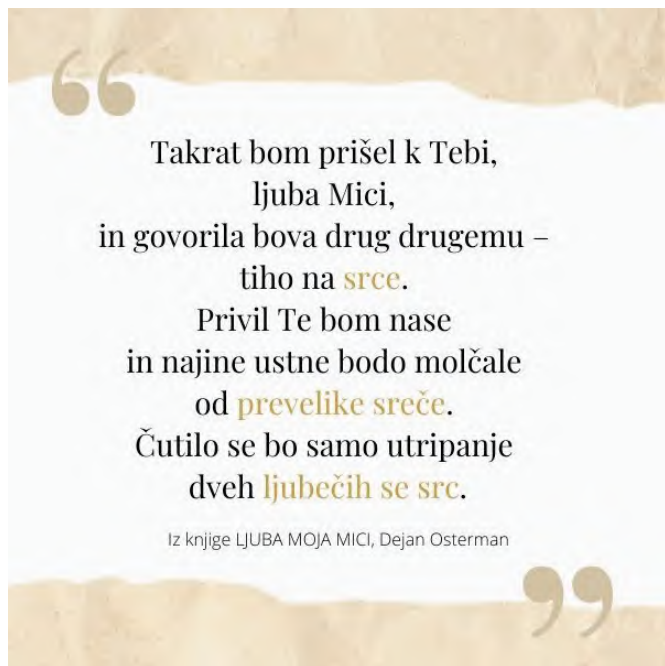 Takrat bom prišel k Tebi,
ljuba Mici,
in govorila bova drug drugemu –
tiho na srce.
Privil Te bom nase
in najine ustne bodo molčale
od prevelike sreče.
Čutilo se bo samo utripanje
dveh ljubečih se src.
Iz knjige LJUBA MOJA MICI, Dejan Osterman